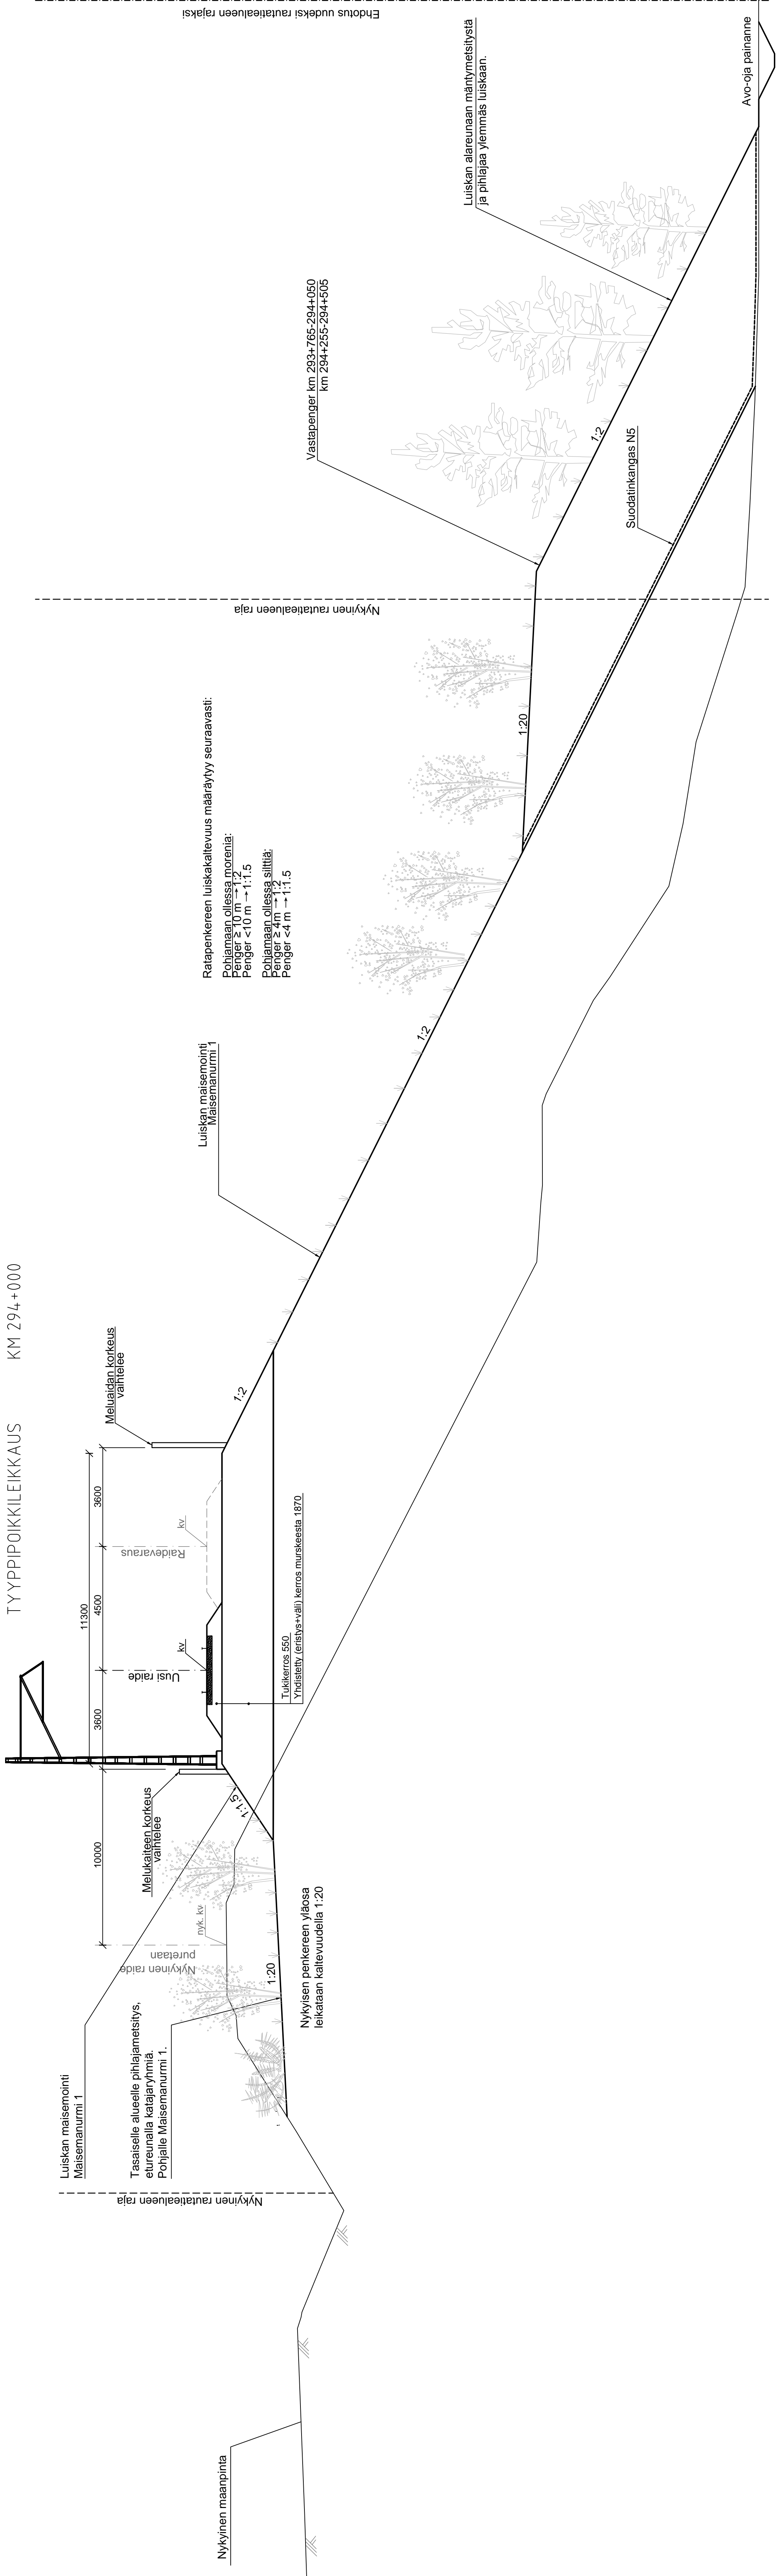 TYYPPIPOIKKILEIKKAUS KM 294+000
Nykyinen maanpinta
Nykyinen rautatiealueen raja
Luiskan maisemointi
Maisemanurmi 1
Tasaiselle alueelle pihlajametsitys,
etureunalla katajaryhmiä.
Pohjalle Maisemanurmi 1.
1:20
Nykyisen penkereen yläosa
leikataan kaltevuudella 1:20
Nykyinen raide
puretaan
nyk. kv
10000
Melukaiteen korkeus
vaihtelee
1:1,5
11300
3600
4500
3600
Uusi raide
kv
Tukikerros 550
Yhdistetty (eristys+väli) kerros murskeesta 1870
Raidevaraus
kv
Meluaidan korkeus
vaihtelee
1:2
Luiskan maisemointi
Maisemanurmi 1
1:2
Ratapenkereen luiskakaltevuus määräytyy seuraavasti:
Pohjamaan ollessa morenia:
Penger ≥ 10 m →1:2
Penger <10 m →1:1.5
Pohjamaan ollessa silttiä:
Penger ≥ 4m →1:2
Penger <4 m →1:1.5
1:20
Nykyinen rautatiealueen raja
Vastapenger km 293+765-294+050
km 294+255-294+505
1:2
Suodatinkangas N5
Luiskan alareunaan mäntymetsitystä
ja pihlajaa ylemmäs luiskaan.
Avo-oja painanne
Ehdotus uudeksi rautatiealueen rajaksi